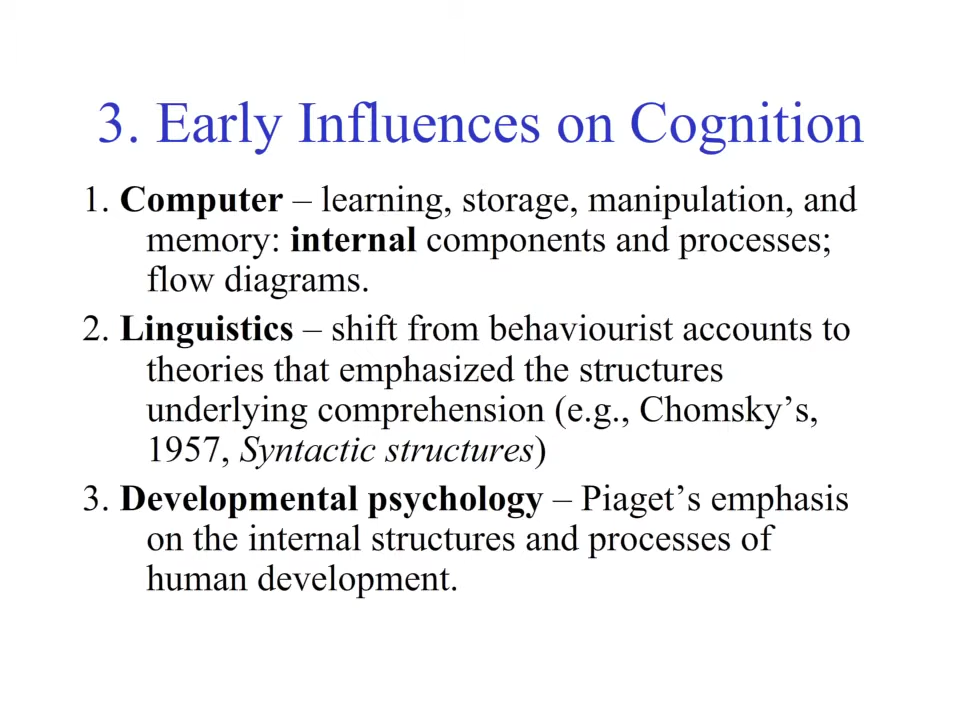 3. Early Influences on Cognition
1. Computer – learning, storage, manipulation, and
memory: internal components and processes;
flow diagrams.
2. Linguistics – shift from behaviourist accounts to
theories that emphasized the structures
underlying comprehension (e.g., Chomsky’s,
1957, Syntactic structures)
3. Developmental psychology – Piaget’s emphasis
on the internal structures and processes of
human development.